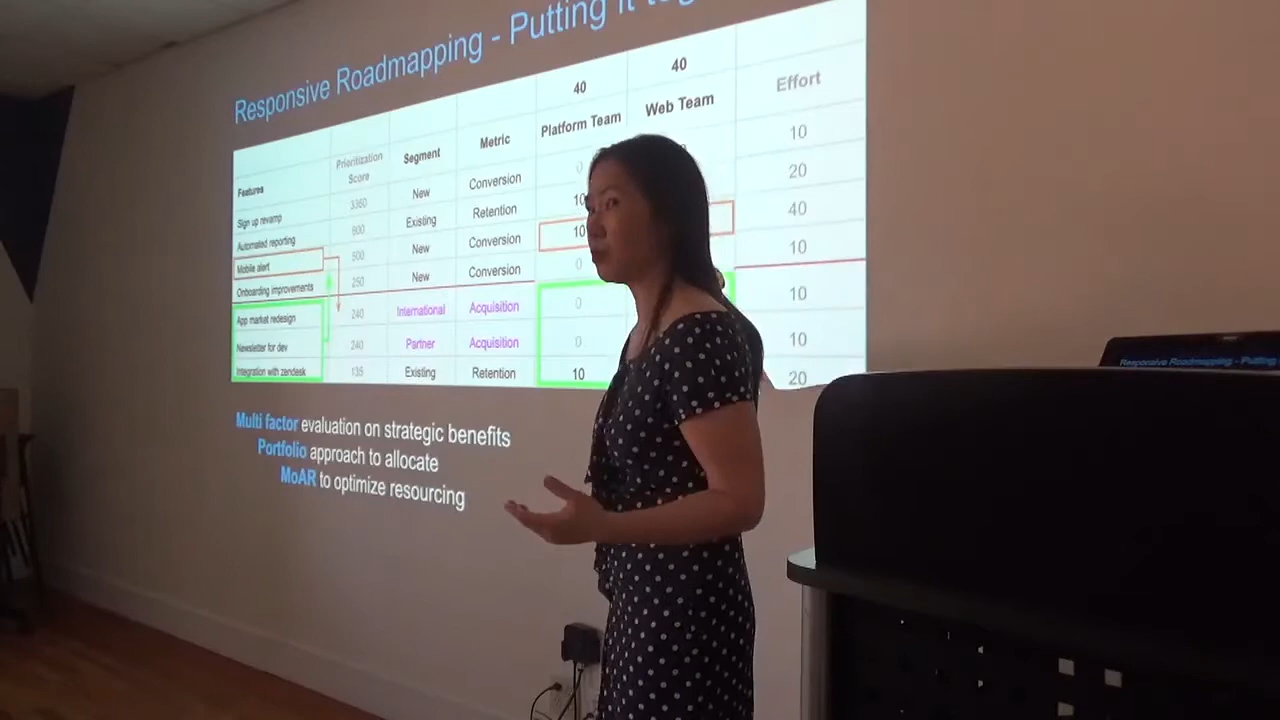 Responsive Roadmapping - Putting it tog
40 40
Features Prioritization Score Segment Metric Platform Team Web Team Effort
Sign up revamp 3360 New Conversion 0 10
Automated reporting 600 Existing Retention 10 20
Mobile alert 500 New Conversion 10 40
Onboarding improvements 250 New Conversion 0 10
App market redesign 240 International Acquisition 0 10
Newsletter for dev 240 Partner Acquisition 0 10
Integration with zendesk 135 Existing Retention 10 20
Multi factor evaluation on strategic benefits
Portfolio approach to allocate
MoAR to optimize resourcing
Responsive Roadmapping - Putting